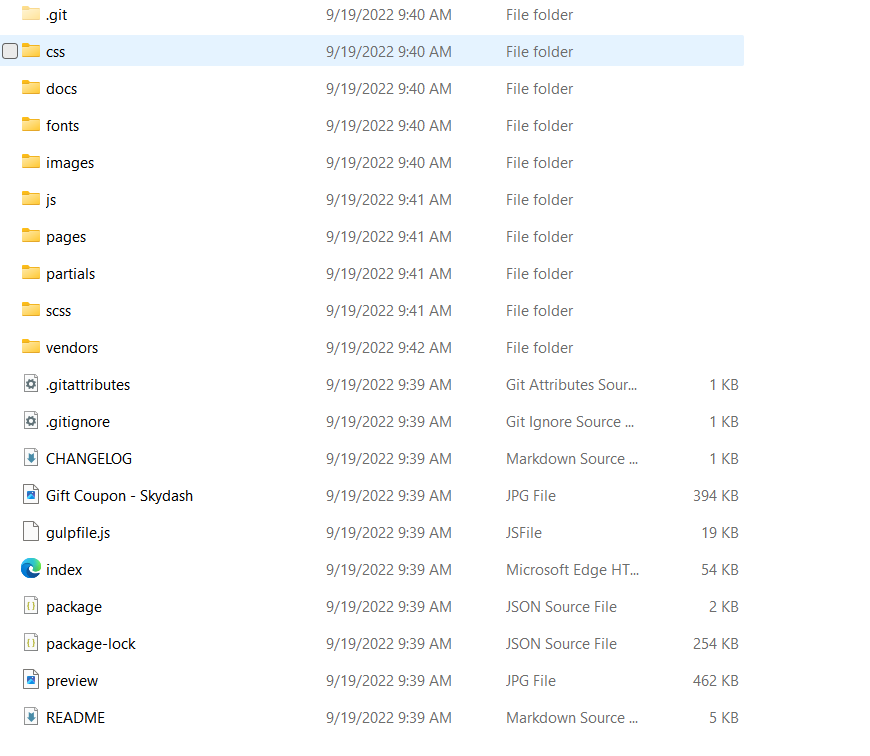 .git 9/19/2022 9:40 AM File folder
css 9/19/2022 9:40 AM File folder
docs 9/19/2022 9:40 AM File folder
fonts 9/19/2022 9:40 AM File folder
images 9/19/2022 9:40 AM File folder
js 9/19/2022 9:41 AM File folder
pages 9/19/2022 9:41 AM File folder
partials 9/19/2022 9:41 AM File folder
scss 9/19/2022 9:41 AM File folder
vendors 9/19/2022 9:42 AM File folder
.gitattributes 9/19/2022 9:39 AM Git Attributes Sour... 1 KB
.gitignore 9/19/2022 9:39 AM Git Ignore Source ... 1 KB
CHANGELOG 9/19/2022 9:39 AM Markdown Source ... 1 KB
Gift Coupon - Skydash 9/19/2022 9:39 AM JPG File 394 KB
gulpfile.js 9/19/2022 9:39 AM JSFile 19 KB
index 9/19/2022 9:39 AM Microsoft Edge HT... 54 KB
package 9/19/2022 9:39 AM JSON Source File 2 KB
package-lock 9/19/2022 9:39 AM JSON Source File 254 KB
preview 9/19/2022 9:39 AM JPG File 462 KB
README 9/19/2022 9:39 AM Markdown Source ... 5 KB